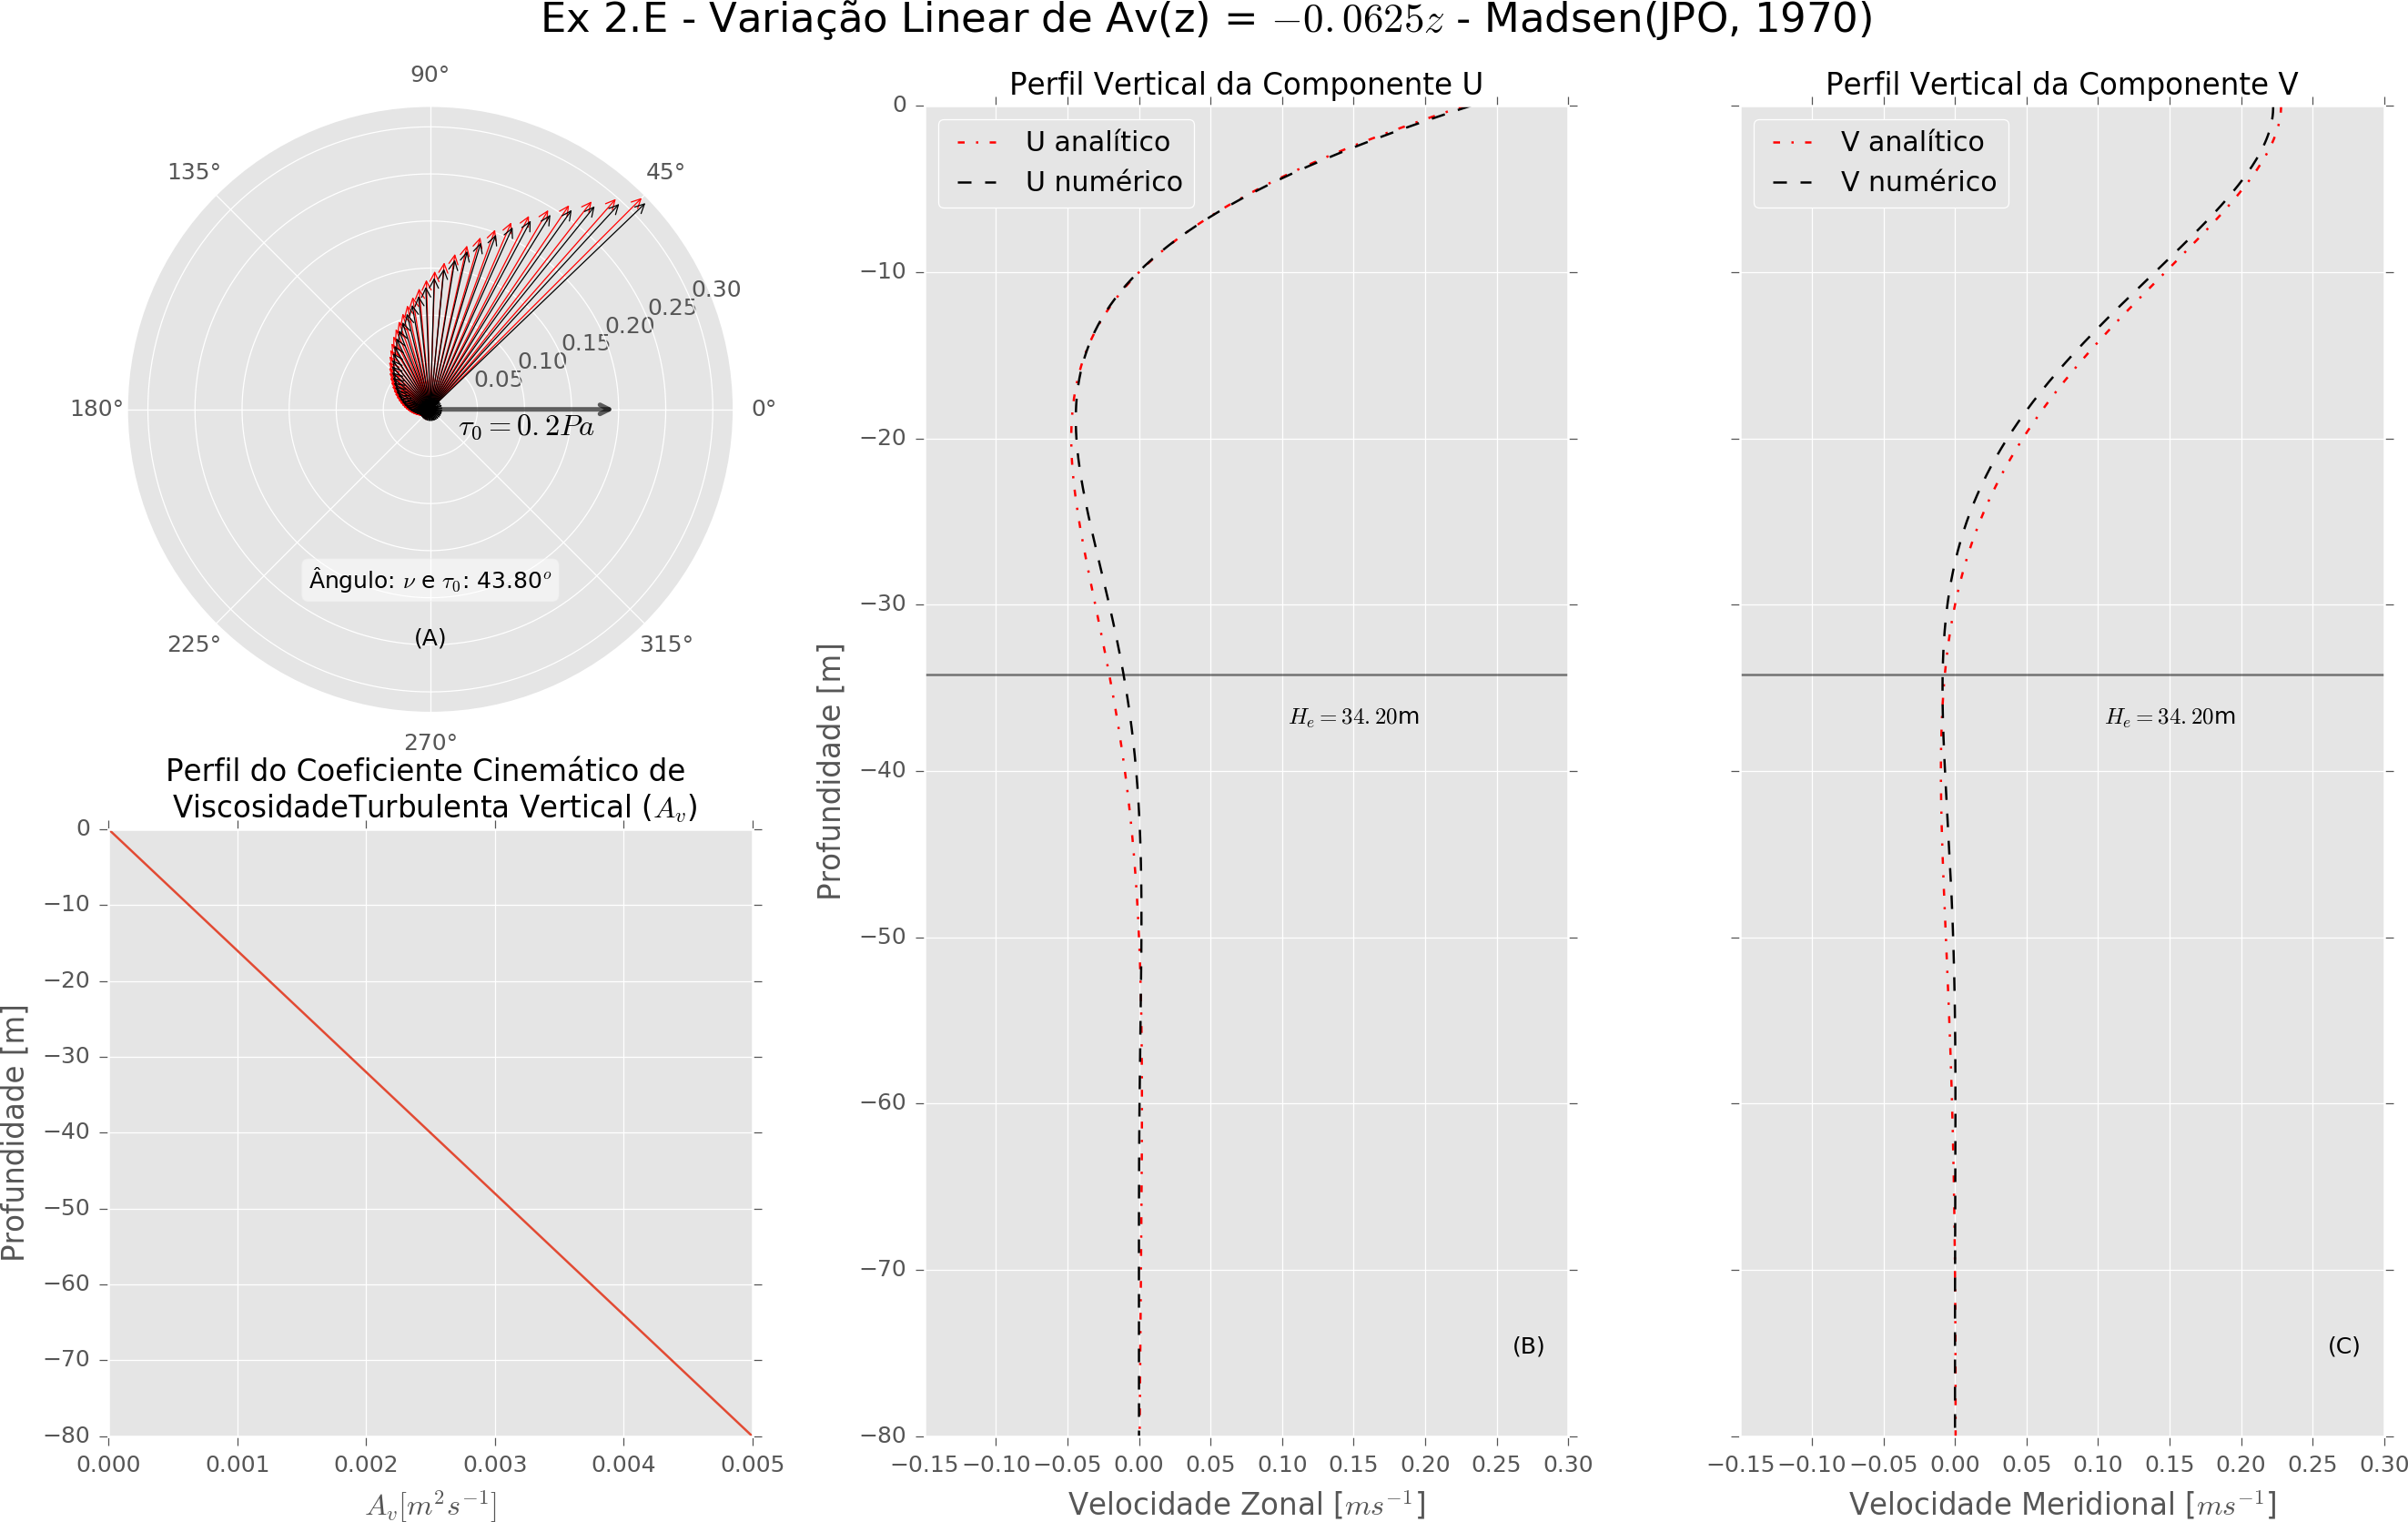 Ex 2.E - Variação Linear de Av(z) = −0.0625z - Madsen(JPO, 1970)
90°
135°
45°
180°
0°
225°
315°
270°
0.30
0.25
0.20
0.15
0.10
0.05
τ₀ = 0.2Pa
Ângulo: ν e τ₀: 43.80°
(A)
Perfil do Coeficiente Cinemático de
ViscosidadeTurbulenta Vertical (Aᵥ)
0
−10
−20
−30
−40
−50
−60
−70
−80
Profundidade [m]
0.000 0.001 0.002 0.003 0.004 0.005
Aᵥ[m²s⁻¹]
Perfil Vertical da Componente U
U analítico
U numérico
0
−10
−20
−30
−40
−50
−60
−70
−80
Profundidade [m]
Hₑ = 34.20m
(B)
−0.15 −0.10 −0.05 0.00 0.05 0.10 0.15 0.20 0.25 0.30
Velocidade Zonal [ms⁻¹]
Perfil Vertical da Componente V
V analítico
V numérico
Hₑ = 34.20m
(C)
−0.15 −0.10 −0.05 0.00 0.05 0.10 0.15 0.20 0.25 0.30
Velocidade Meridional [ms⁻¹]